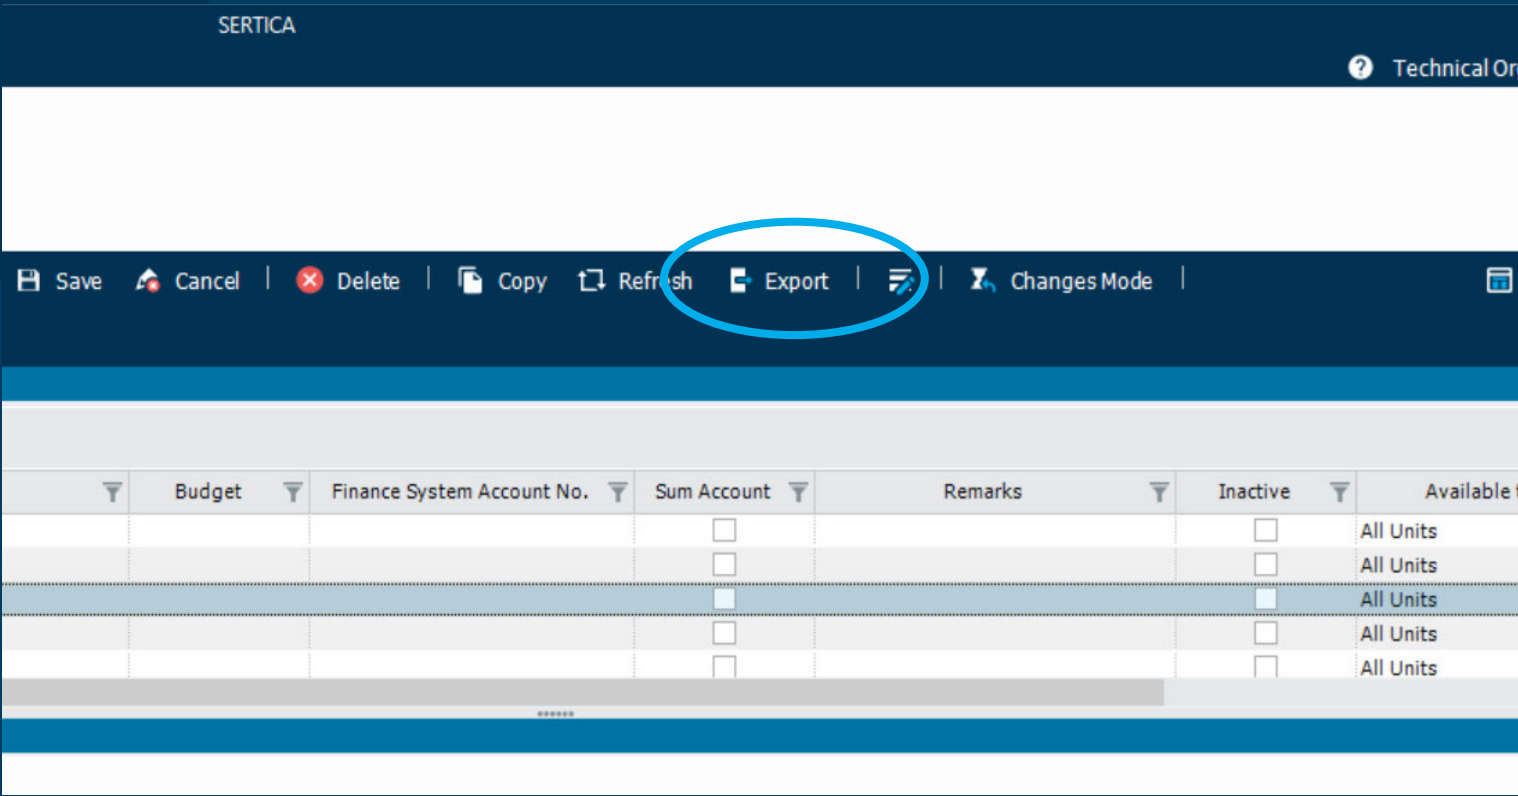 SERTICA
Technical Or
Save Cancel Delete Copy Refresh Export Changes Mode
Budget Finance System Account No. Sum Account Remarks Inactive Available
All Units
All Units
All Units
All Units
All Units